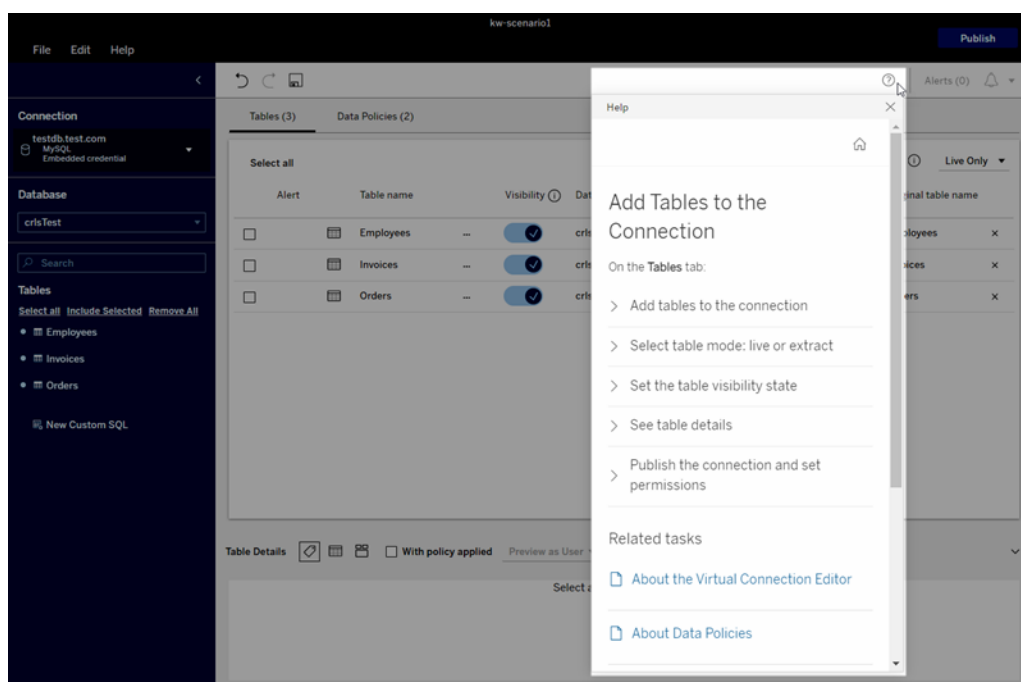 kw-scenario1
Publish
File Edit Help
Alerts (0)
Connection
testdb.test.com
MySQL
Embedded credential
Database
crlsTest
Search
Tables
Select all Include Selected Remove All
Employees
Invoices
Orders
New Custom SQL
Tables (3) Data Policies (2)
Select all
Live Only
Alert Table name Visibility table name
Employees ...
Invoices ...
Orders ...
Table Details With policy applied Preview as User
Help
Add Tables to the
Connection
On the Tables tab:
Add tables to the connection
Select table mode: live or extract
Set the table visibility state
See table details
Publish the connection and set
permissions
Related tasks
About the Virtual Connection Editor
About Data Policies